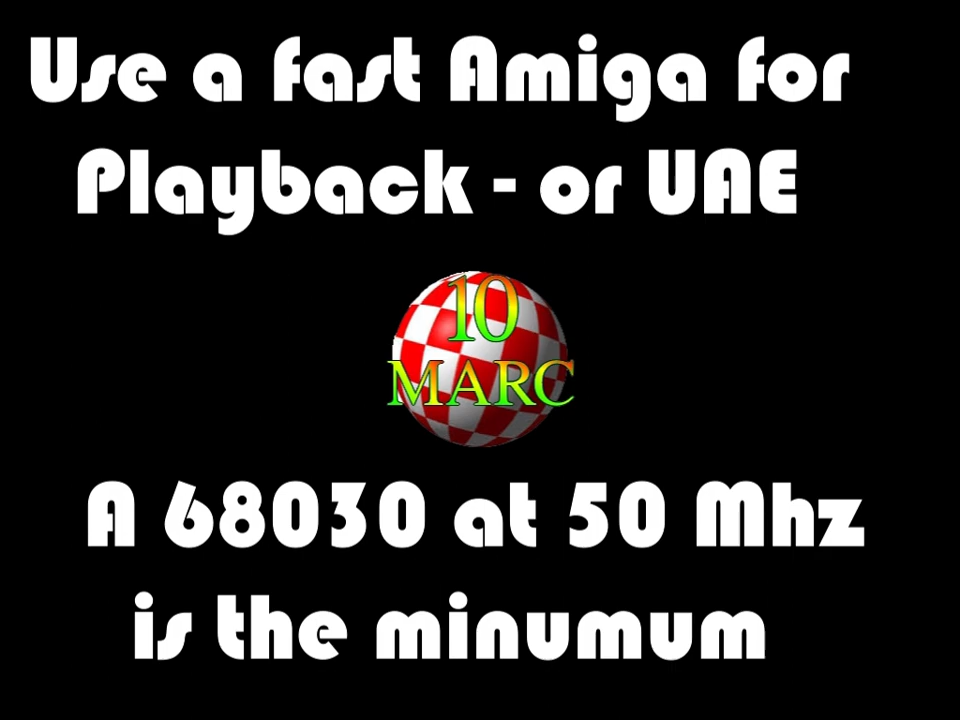 Use a fast Amiga for
Playback - or UAE
10
MARC
A 68030 at 50 Mhz
is the minumum